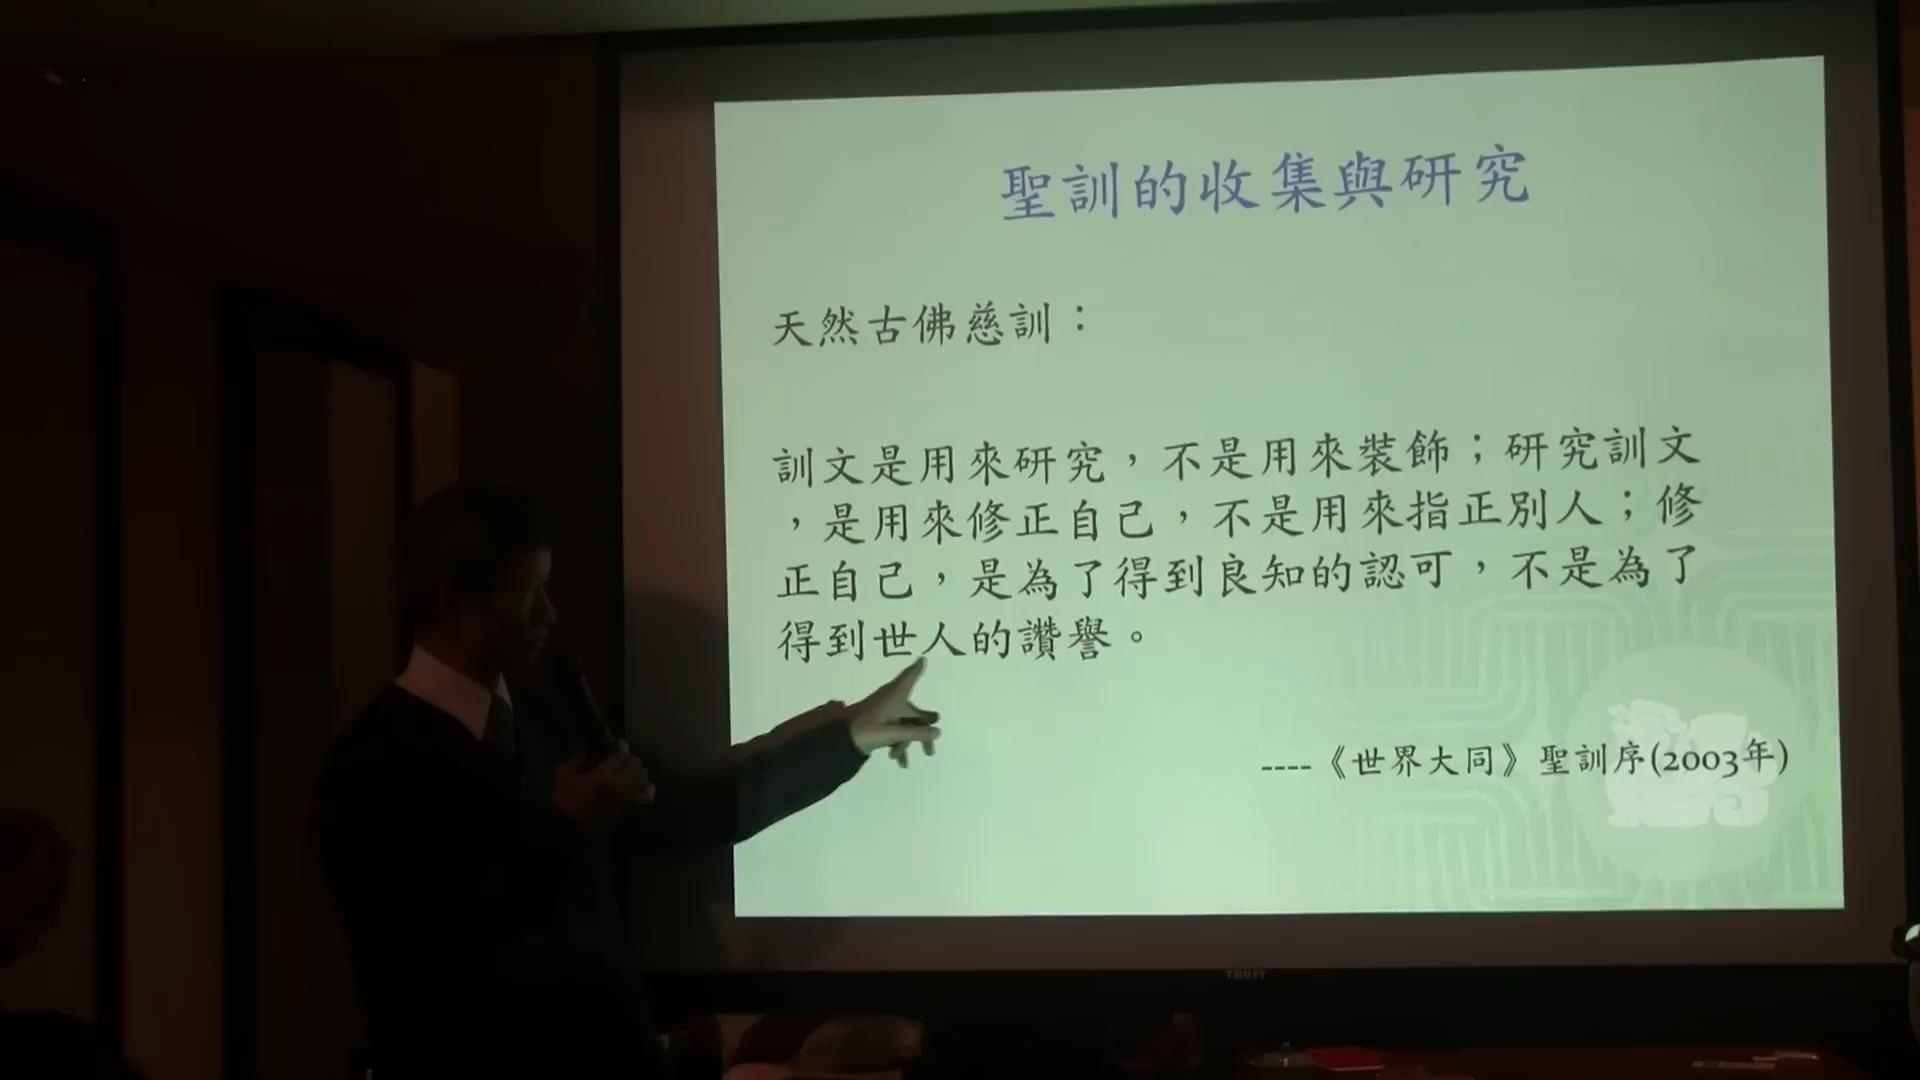 聖訓的收集與研究
天然古佛慈訓：
訓文是用來研究，不是用來裝飾；研究訓文
，是用來修正自己，不是用來指正別人；修
正自己，是為了得到良知的認可，不是為了
得到世人的讚譽。
----《世界大同》聖訓序(2003年)
TRUST